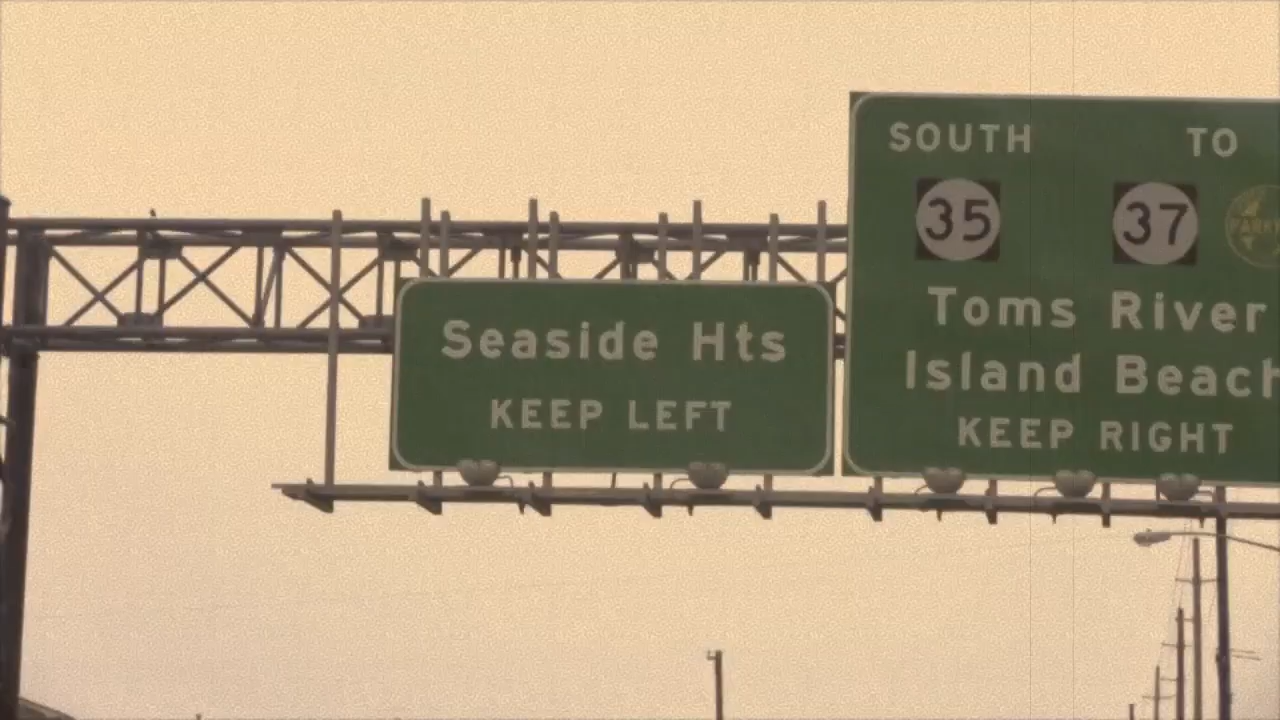 Seaside Hts
KEEP LEFT
SOUTH TO
35 37
Toms River
Island Beach
KEEP RIGHT